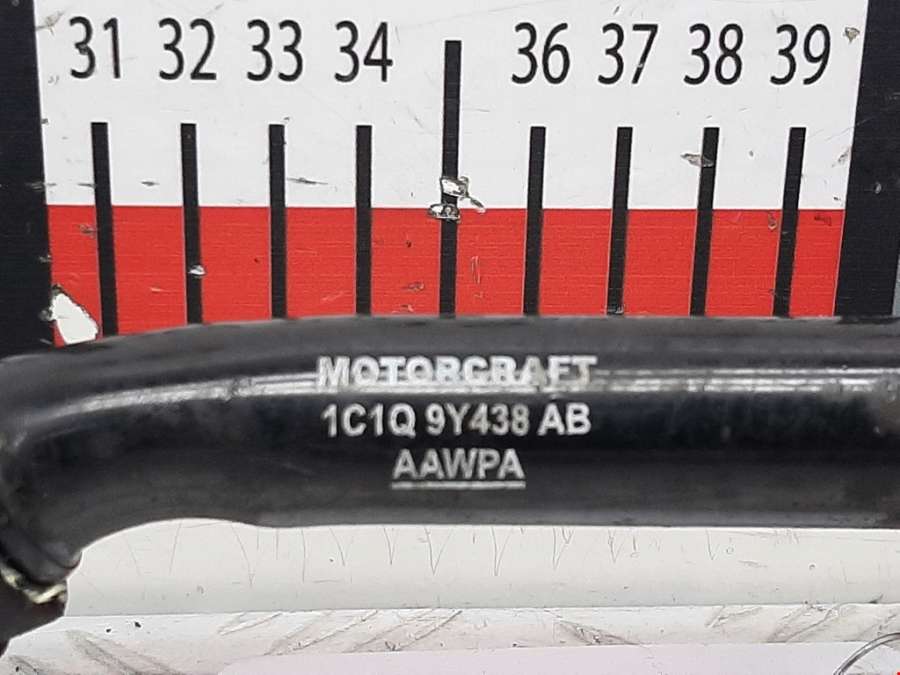 31 32 33 34 36 37 38 39
MOTORCRAFT
1C1Q 9Y438 AB
AAWPA